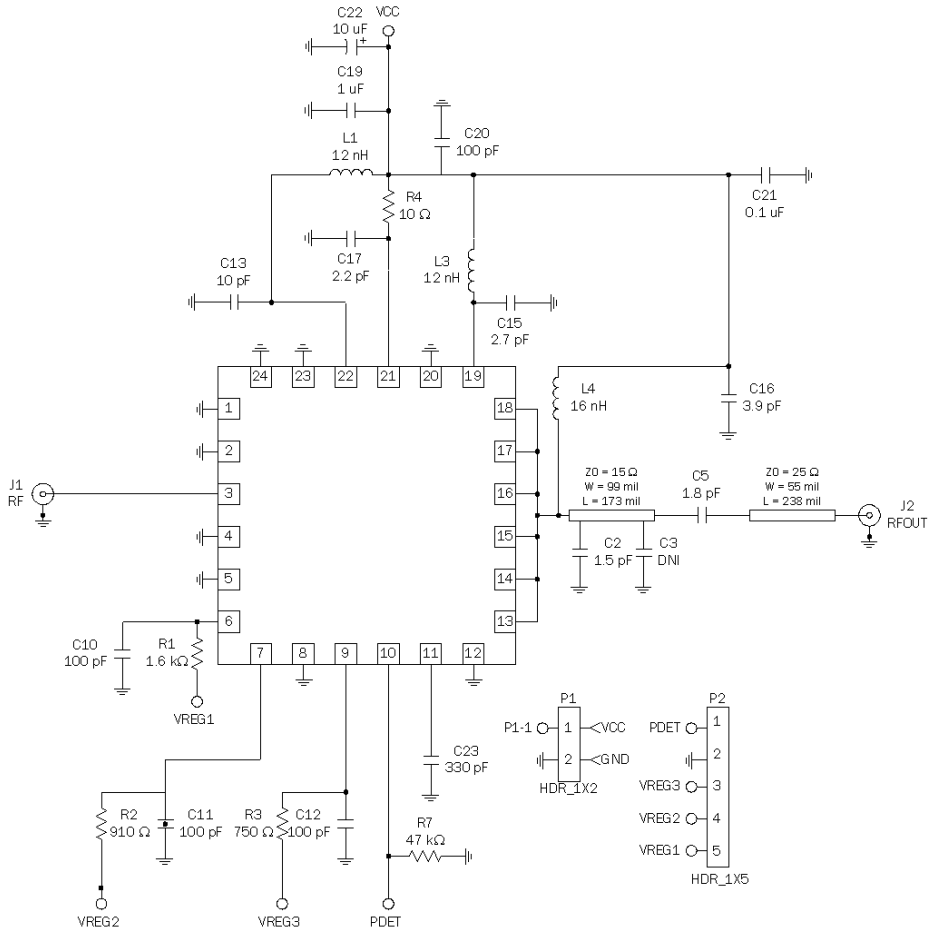 C22
10 uF
VCC
C19
1 uF
L1
12 nH
C20
100 pF
R4
10 Ω
C21
0.1 uF
C17
2.2 pF
L3
12 nH
C13
10 pF
C15
2.7 pF
24
23
22
21
20
19
L4
16 nH
C16
3.9 pF
1
2
3
4
5
6
18
17
16
15
14
13
J1
RF
Z0 = 15 Ω
W = 99 mil
L = 173 mil
C5
1.8 pF
Z0 = 25 Ω
W = 55 mil
L = 238 mil
J2
RFOUT
C2
1.5 pF
C3
DNI
C10
100 pF
R1
1.6 kΩ
VREG1
7
8
9
10
11
12
C23
330 pF
R2
910 Ω
C11
100 pF
R3
750 Ω
C12
100 pF
R7
47 kΩ
VREG2
VREG3
PDET
P1
P1-1
1
VCC
2
GND
HDR_1X2
P2
PDET
1
2
VREG3
3
VREG2
4
VREG1
5
HDR_1X5